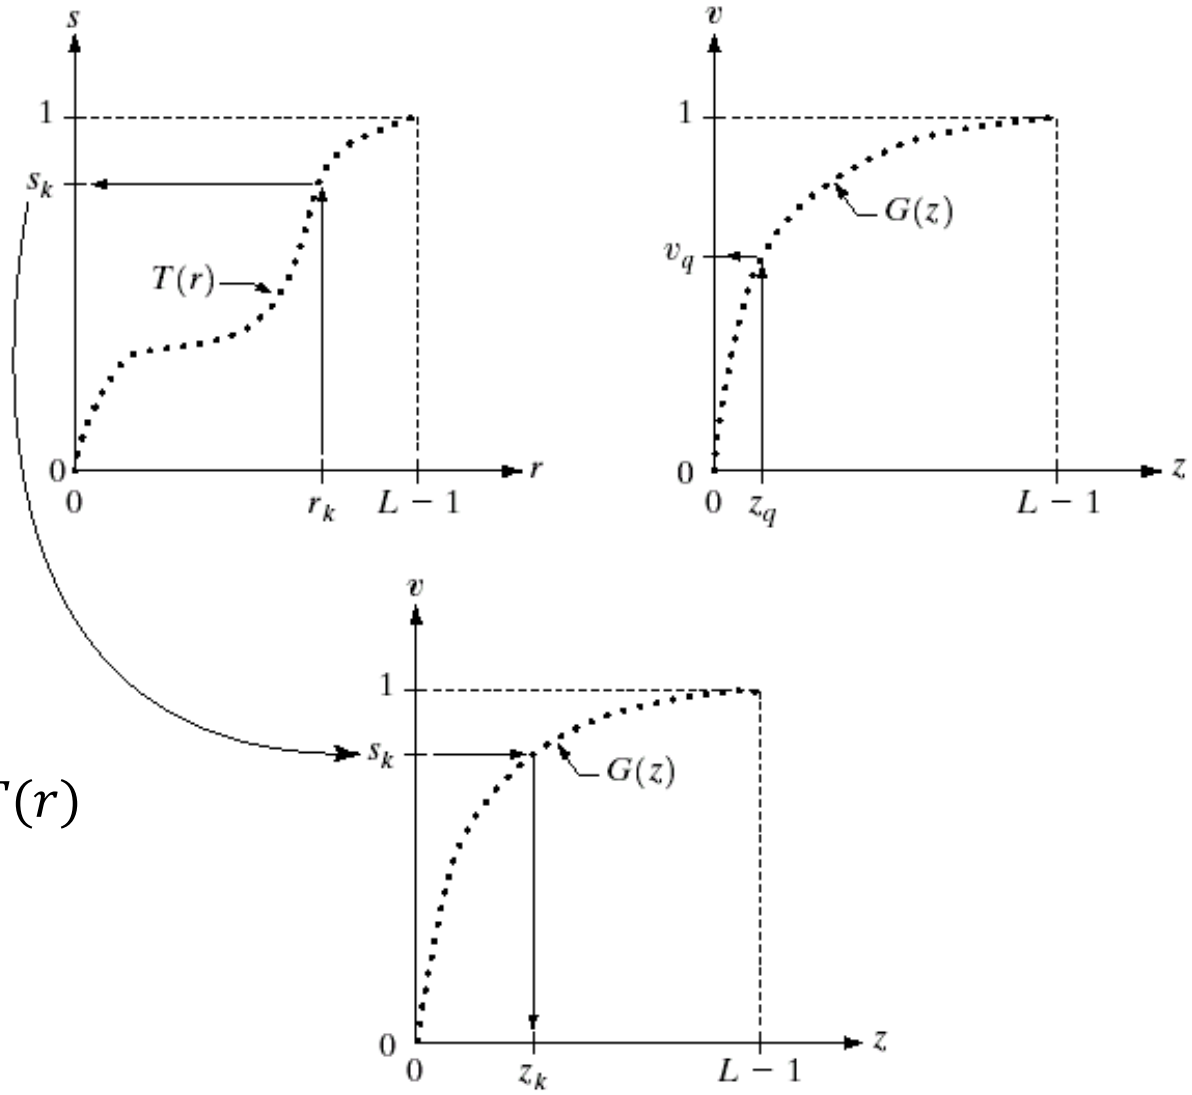 s
1
s_k
T(r)
0
0 r_k L − 1 r
v
1
G(z)
v_q
0
0 z_q L − 1 z
v
1
s_k
G(z)
0
0 z_k L − 1 z
T(r)